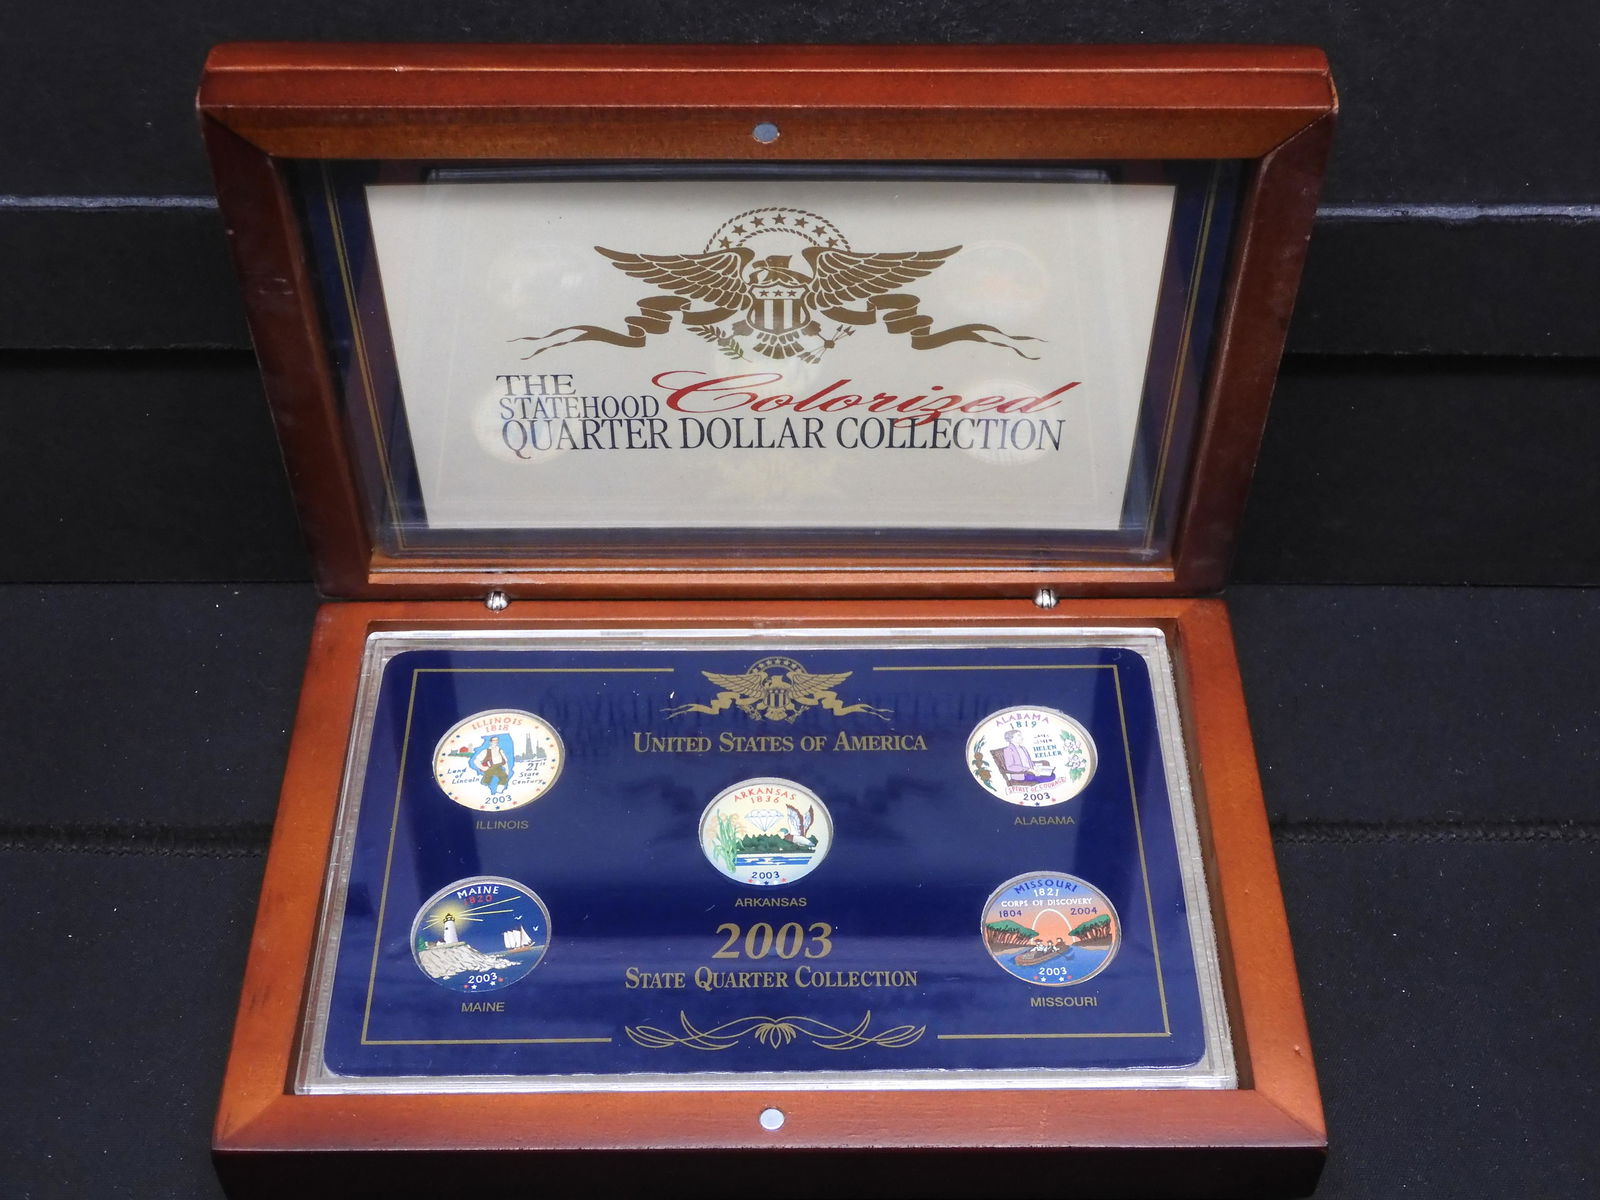 THE
STATEHOOD Colorized
QUARTER DOLLAR COLLECTION
UNITED STATES OF AMERICA
ILLINOIS
1818
Land
of
Lincoln
21st
State
Century
2003
ILLINOIS
ALABAMA
1819
HELEN
KELLER
SPIRIT of COURAGE
2003
ALABAMA
ARKANSAS
1836
2003
ARKANSAS
MAINE
1820
2003
MAINE
MISSOURI
1821
CORPS OF DISCOVERY
1804 2004
2003
MISSOURI
2003
STATE QUARTER COLLECTION